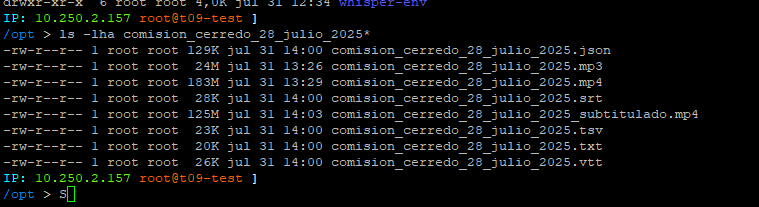 drwxr-xr-x  6 root root 4,0K jul 31 12:34 whisper-env
IP: 10.250.2.157 root@t09-test ]
/opt > ls -lha comision_cerredo_28_julio_2025*
-rw-r--r-- 1 root root 129K jul 31 14:00 comision_cerredo_28_julio_2025.json
-rw-r--r-- 1 root root  24M jul 31 13:26 comision_cerredo_28_julio_2025.mp3
-rw-r--r-- 1 root root 183M jul 31 13:29 comision_cerredo_28_julio_2025.mp4
-rw-r--r-- 1 root root  28K jul 31 14:00 comision_cerredo_28_julio_2025.srt
-rw-r--r-- 1 root root 125M jul 31 14:03 comision_cerredo_28_julio_2025_subtitulado.mp4
-rw-r--r-- 1 root root  23K jul 31 14:00 comision_cerredo_28_julio_2025.tsv
-rw-r--r-- 1 root root  20K jul 31 14:00 comision_cerredo_28_julio_2025.txt
-rw-r--r-- 1 root root  26K jul 31 14:00 comision_cerredo_28_julio_2025.vtt
IP: 10.250.2.157 root@t09-test ]
/opt > S